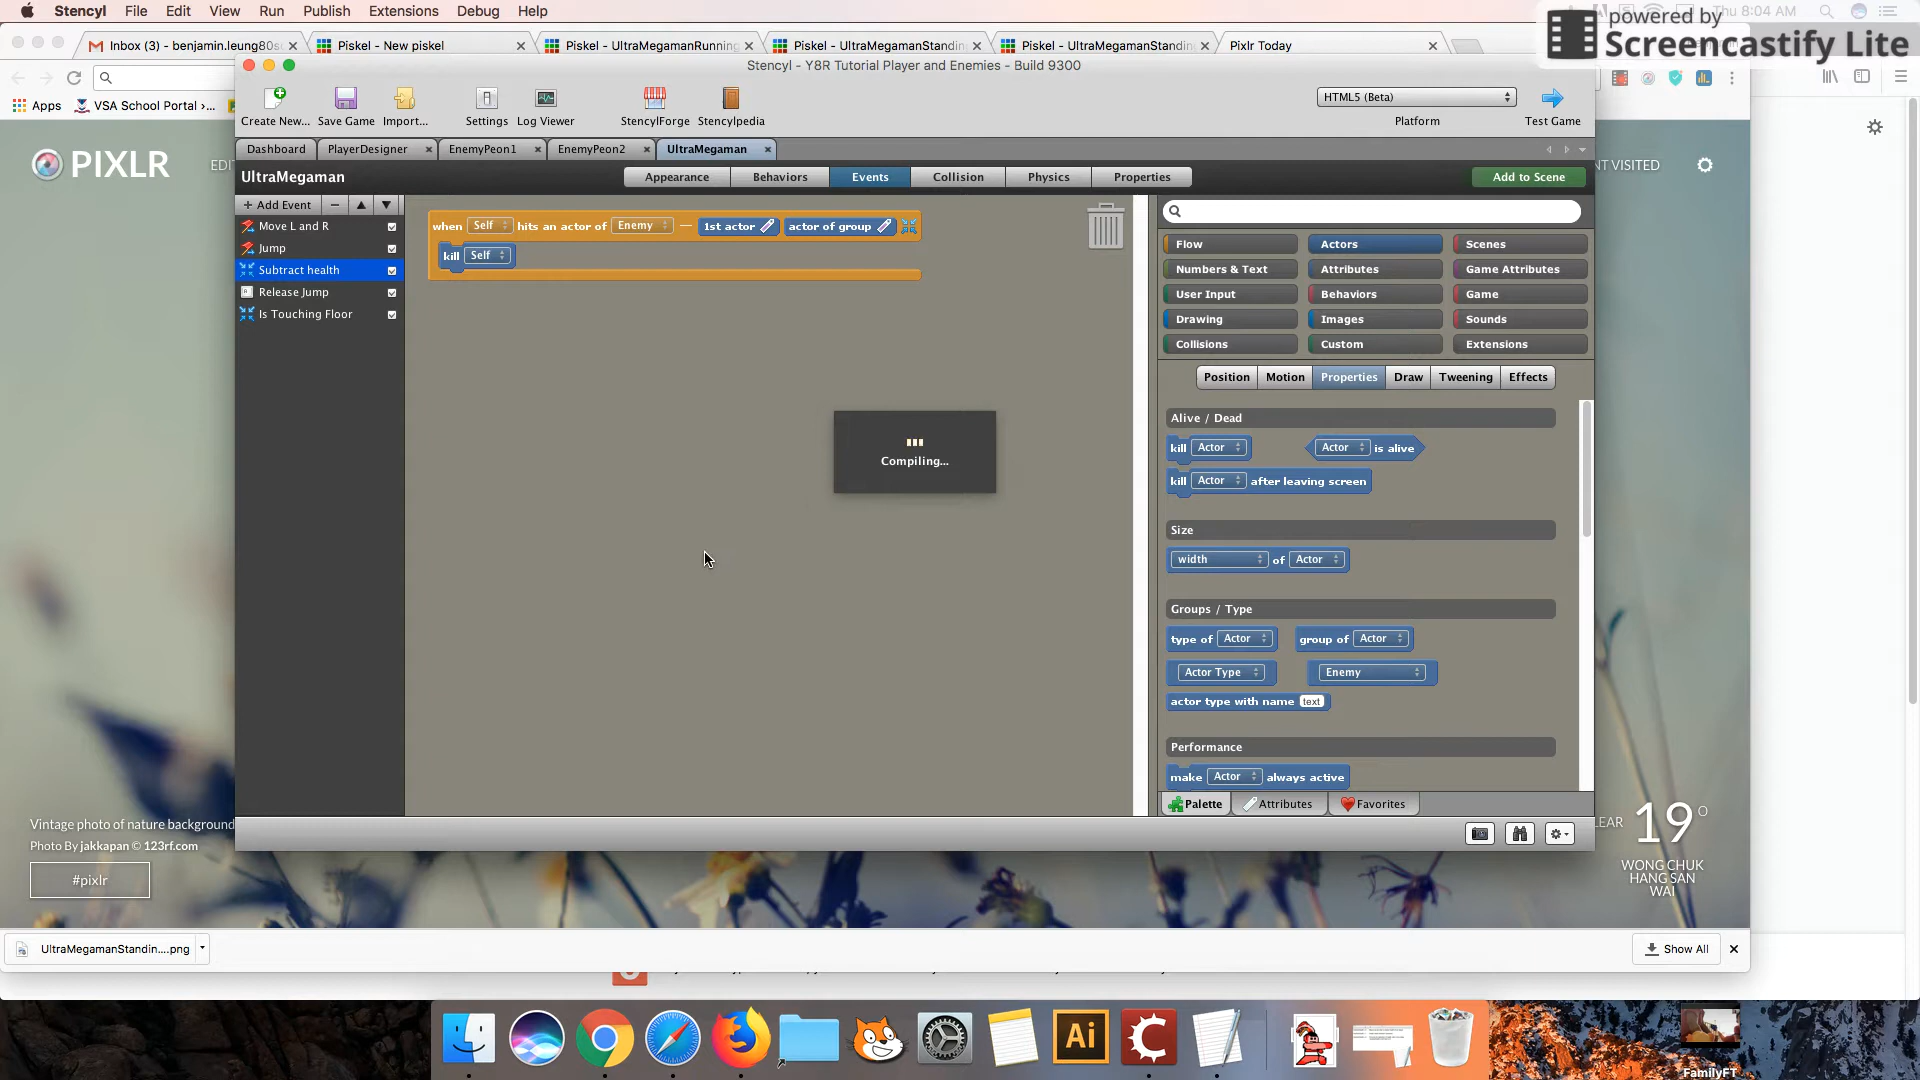 Stencyl File Edit View Run Publish Extensions Debug Help
Thu 8:04 AM
powered by
Screencastify Lite
Inbox (3) - benjamin.leung80s
Piskel - New piskel
Piskel - UltraMegamanRunning
Piskel - UltraMegamanStandin
Piskel - UltraMegamanStandin
Pixlr Today
Stencyl - Y8R Tutorial Player and Enemies - Build 9300
Apps
VSA School Portal ›...
Create New...
Save Game
Import...
Settings
Log Viewer
StencylForge
Stencylpedia
HTML5 (Beta)
Platform
Test Game
Dashboard
PlayerDesigner
EnemyPeon1
EnemyPeon2
UltraMegaman
PIXLR
EDI
NT VISITED
UltraMegaman
Appearance
Behaviors
Events
Collision
Physics
Properties
Add to Scene
+ Add Event
Move L and R
Jump
Subtract health
Release Jump
Is Touching Floor
when Self hits an actor of Enemy — 1st actor actor of group
kill Self
Compiling...
Flow
Actors
Scenes
Numbers & Text
Attributes
Game Attributes
User Input
Behaviors
Game
Drawing
Images
Sounds
Collisions
Custom
Extensions
Position
Motion
Properties
Draw
Tweening
Effects
Alive / Dead
kill Actor
Actor is alive
kill Actor after leaving screen
Size
width of Actor
Groups / Type
type of Actor
group of Actor
Actor Type
Enemy
actor type with name text
Performance
make Actor always active
Palette
Attributes
Favorites
Vintage photo of nature background
Photo By jakkapan © 123rf.com
#pixlr
LEAR
19°
WONG CHUK
HANG SAN
WAI
UltraMegamanStandin....png
Show All
Ai
FamilyFT